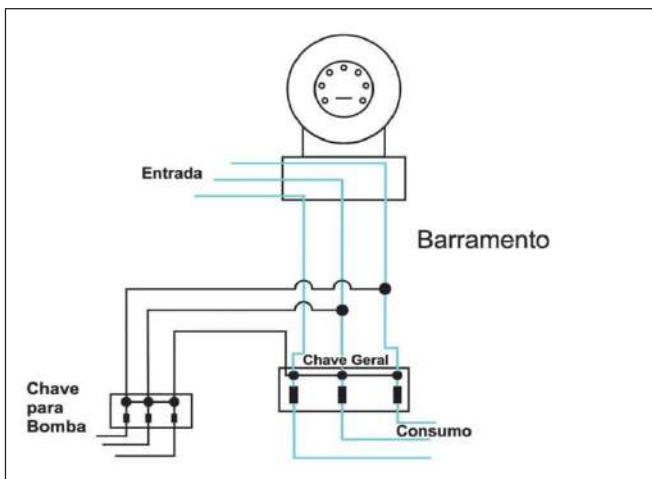 Entrada
Barramento
Chave Geral
Chave
para
Bomba
Consumo